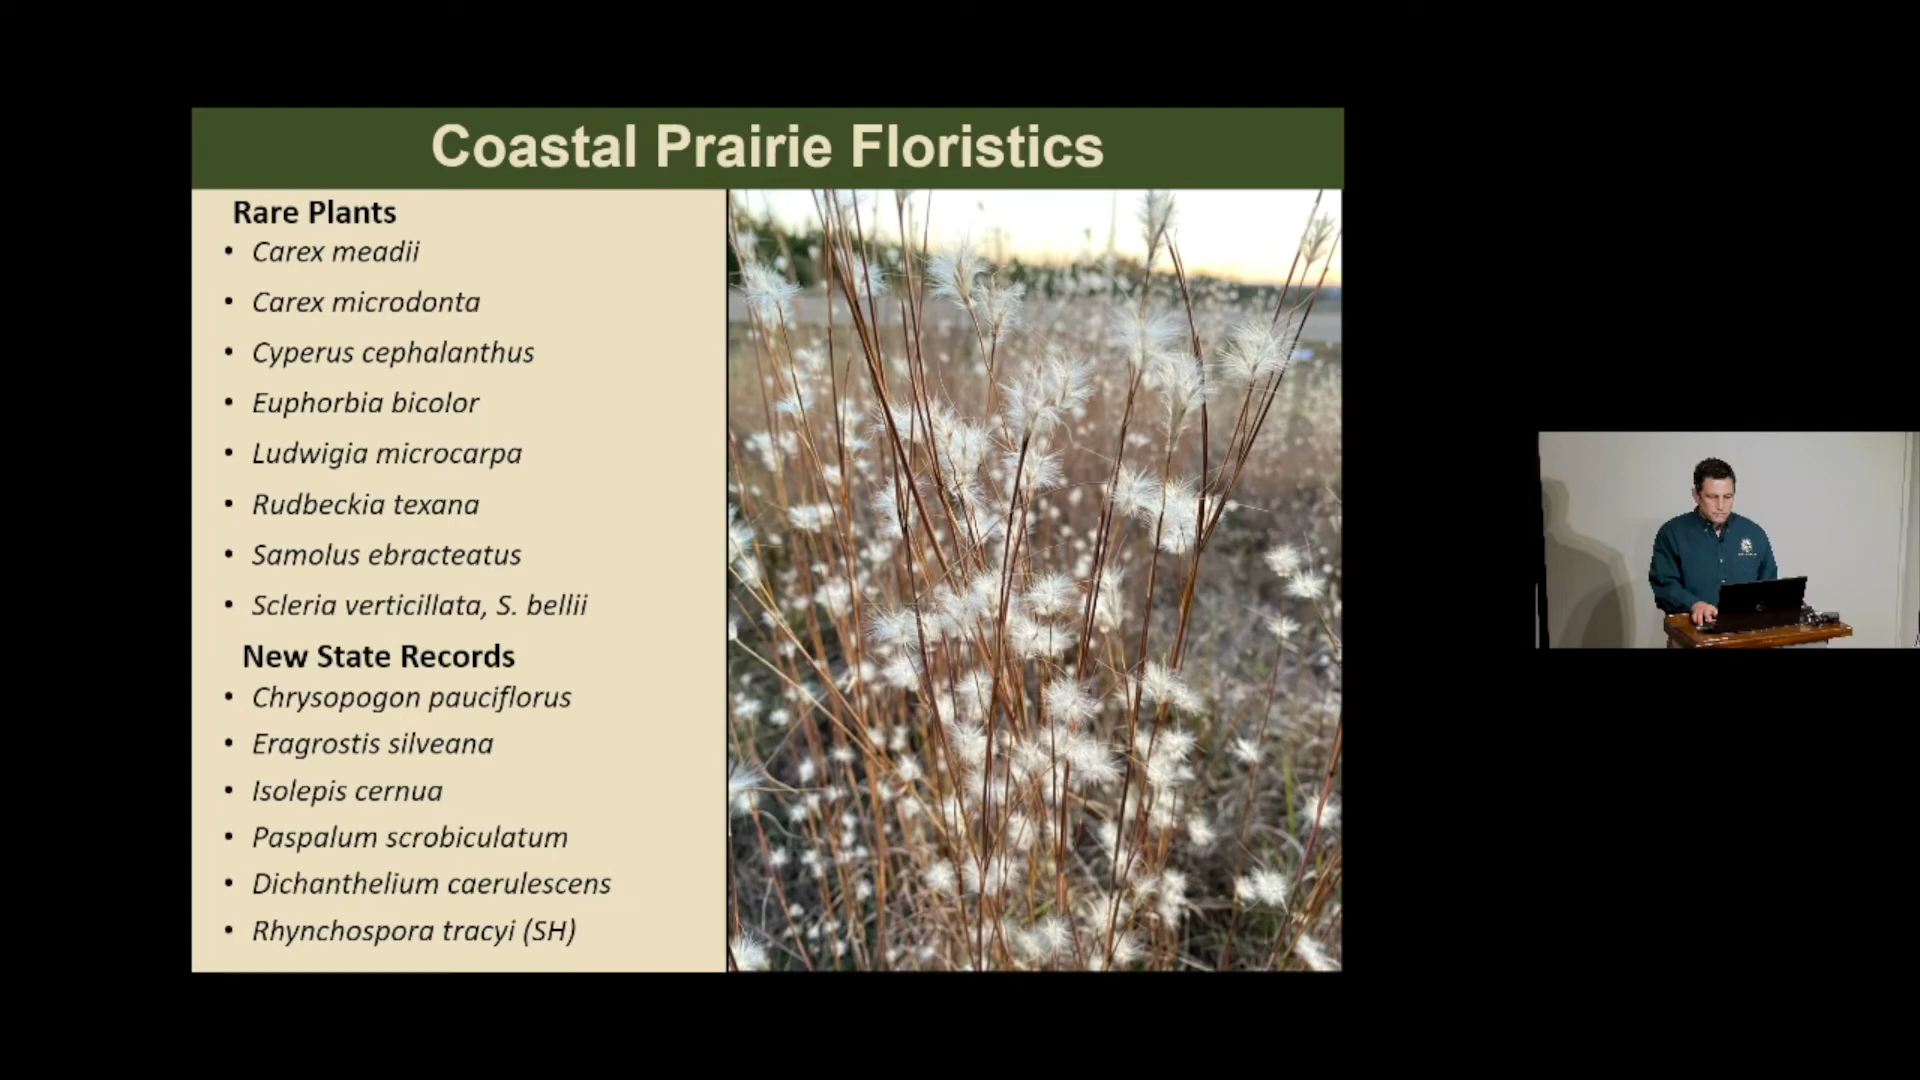 Coastal Prairie Floristics
Rare Plants
• Carex meadii
• Carex microdonta
• Cyperus cephalanthus
• Euphorbia bicolor
• Ludwigia microcarpa
• Rudbeckia texana
• Samolus ebracteatus
• Scleria verticillata, S. bellii
New State Records
• Chrysopogon pauciflorus
• Eragrostis silveana
• Isolepis cernua
• Paspalum scrobiculatum
• Dichanthelium caerulescens
• Rhynchospora tracyi (SH)